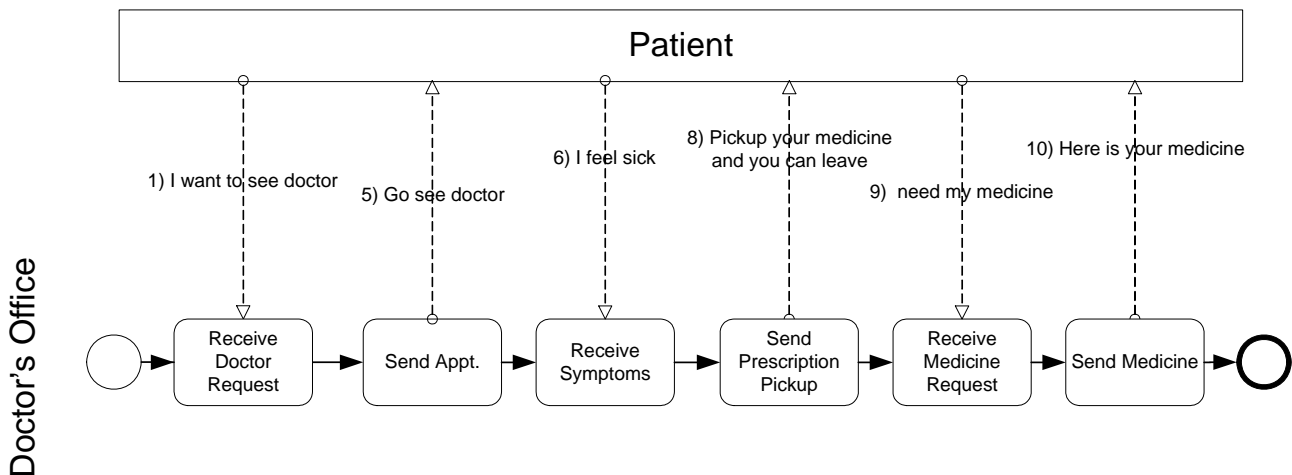 Patient
1) I want to see doctor
5) Go see doctor
6) I feel sick
8) Pickup your medicine
and you can leave
9)  need my medicine
10) Here is your medicine
Doctor's Office
Receive
Doctor
Request
Send Appt.
Receive
Symptoms
Send
Prescription
Pickup
Receive
Medicine
Request
Send Medicine